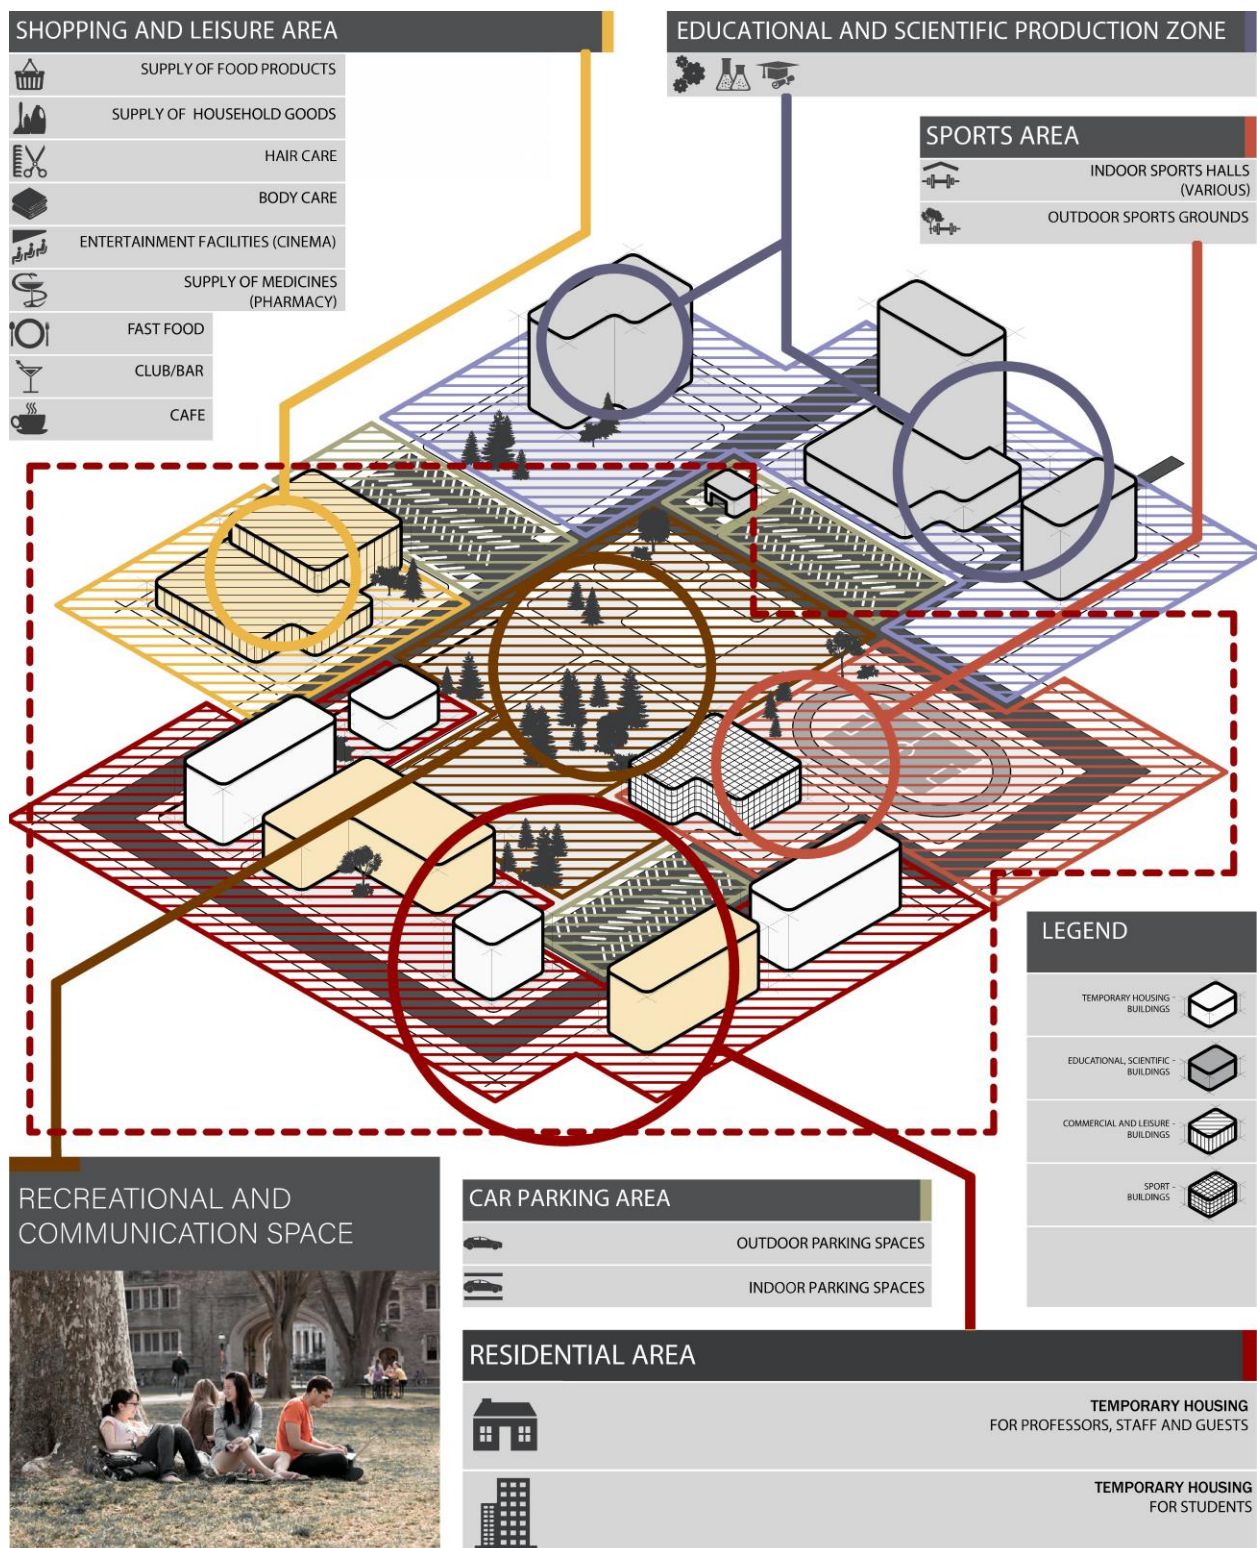 SHOPPING AND LEISURE AREA
SUPPLY OF FOOD PRODUCTS
SUPPLY OF HOUSEHOLD GOODS
HAIR CARE
BODY CARE
ENTERTAINMENT FACILITIES (CINEMA)
SUPPLY OF MEDICINES
(PHARMACY)
FAST FOOD
CLUB/BAR
CAFE
EDUCATIONAL AND SCIENTIFIC PRODUCTION ZONE
SPORTS AREA
INDOOR SPORTS HALLS
(VARIOUS)
OUTDOOR SPORTS GROUNDS
LEGEND
TEMPORARY HOUSING -
BUILDINGS
EDUCATIONAL, SCIENTIFIC -
BUILDINGS
COMMERCIAL AND LEISURE -
BUILDINGS
SPORT -
BUILDINGS
RECREATIONAL AND
COMMUNICATION SPACE
CAR PARKING AREA
OUTDOOR PARKING SPACES
INDOOR PARKING SPACES
RESIDENTIAL AREA
TEMPORARY HOUSING
FOR PROFESSORS, STAFF AND GUESTS
TEMPORARY HOUSING
FOR STUDENTS